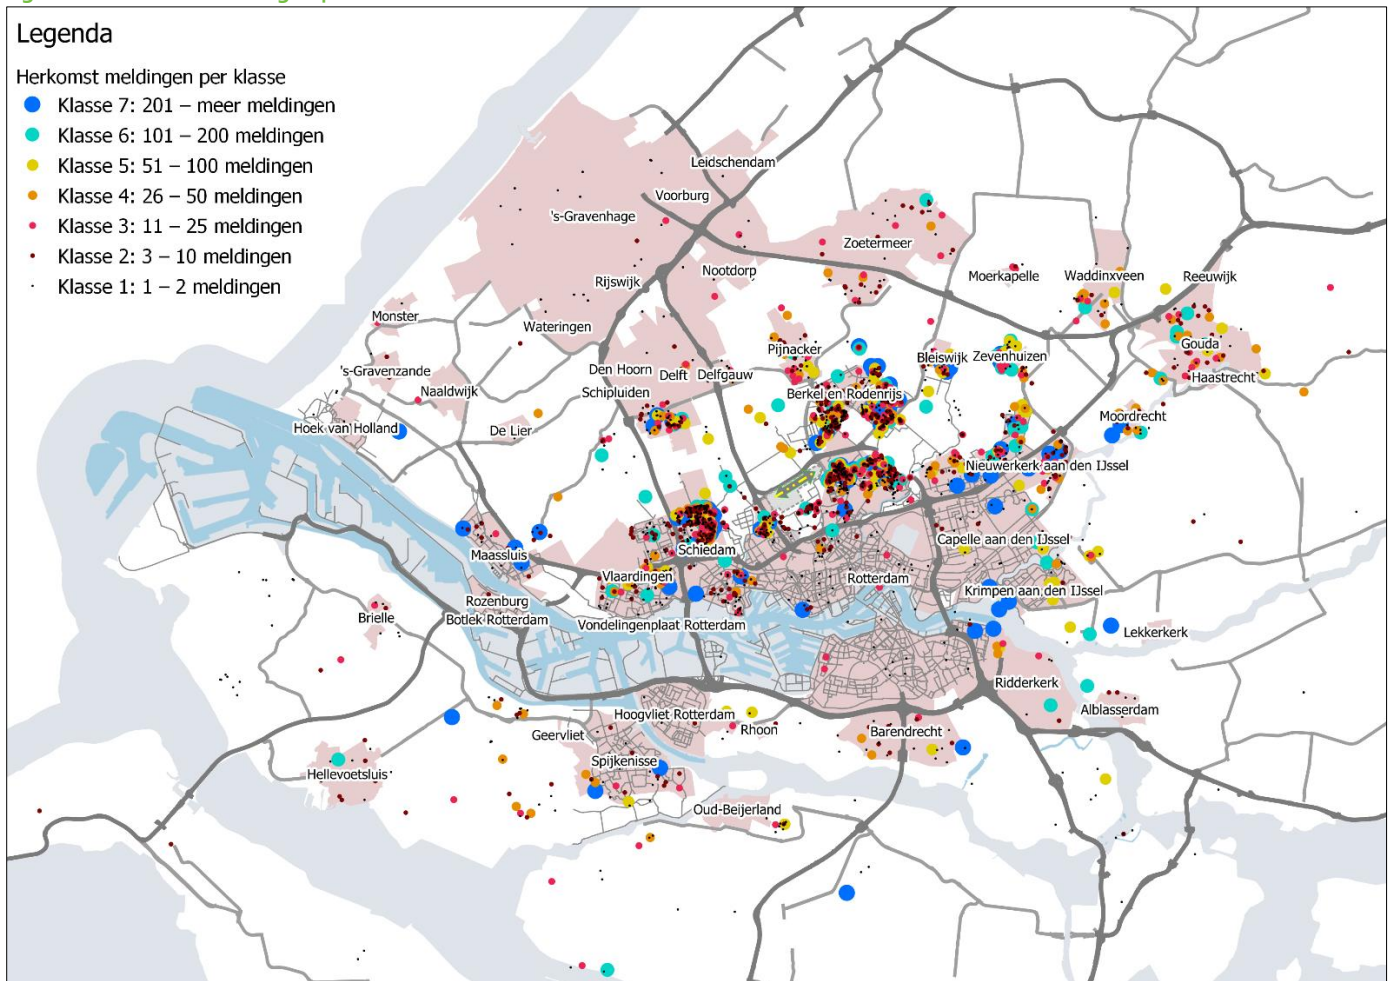 Legenda
Herkomst meldingen per klasse
Klasse 7: 201 – meer meldingen
Klasse 6: 101 – 200 meldingen
Klasse 5: 51 – 100 meldingen
Klasse 4: 26 – 50 meldingen
Klasse 3: 11 – 25 meldingen
Klasse 2: 3 – 10 meldingen
Klasse 1: 1 – 2 meldingen
Leidschendam
Voorburg
's-Gravenhage
Zoetermeer
Nootdorp
Moerkapelle
Waddinxveen
Reeuwijk
Rijswijk
Monster
Wateringen
Pijnacker
Bleiswijk
Zevenhuizen
Gouda
's-Gravenzande
Den Hoorn
Delft
Delfgauw
Haastrecht
Naaldwijk
Schipluiden
Berkel en Rodenrijs
Moordrecht
Hoek van Holland
De Lier
Nieuwerkerk aan den IJssel
Capelle aan den IJssel
Maassluis
Schiedam
Vlaardingen
Rotterdam
Krimpen aan den IJssel
Rozenburg
Brielle
Botlek Rotterdam
Vondelingenplaat Rotterdam
Lekkerkerk
Ridderkerk
Alblasserdam
Hoogvliet Rotterdam
Geervliet
Rhoon
Barendrecht
Spijkenisse
Hellevoetsluis
Oud-Beijerland